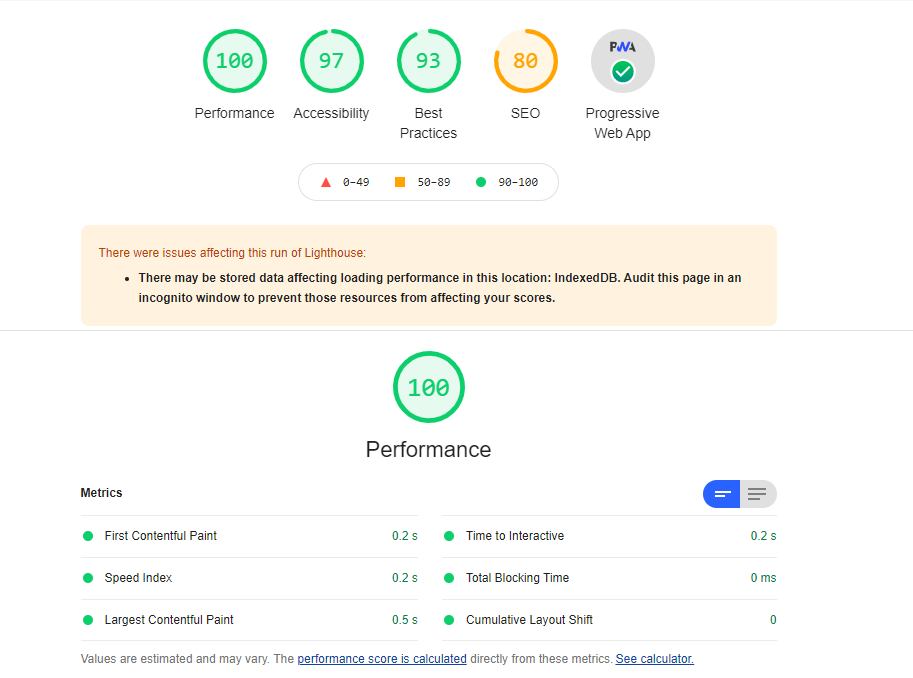 100
97
93
80
PWA
Performance
Accessibility
Best
Practices
SEO
Progressive
Web App
0–49
50–89
90–100
There were issues affecting this run of Lighthouse:
There may be stored data affecting loading performance in this location: IndexedDB. Audit this page in an
incognito window to prevent those resources from affecting your scores.
100
Performance
Metrics
First Contentful Paint 0.2 s
Time to Interactive 0.2 s
Speed Index 0.2 s
Total Blocking Time 0 ms
Largest Contentful Paint 0.5 s
Cumulative Layout Shift 0
Values are estimated and may vary. The performance score is calculated directly from these metrics. See calculator.